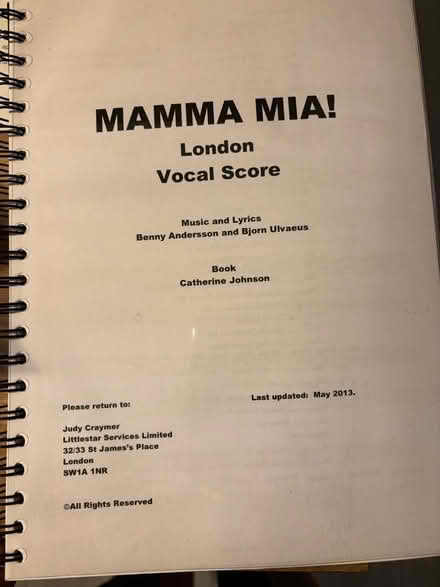 MAMMA MIA!
London
Vocal Score
Music and Lyrics
Benny Andersson and Bjorn Ulvaeus
Book
Catherine Johnson
Last updated: May 2013.
Please return to:
Judy Craymer
Littlestar Services Limited
32/33 St James's Place
London
SW1A 1NR
©All Rights Reserved